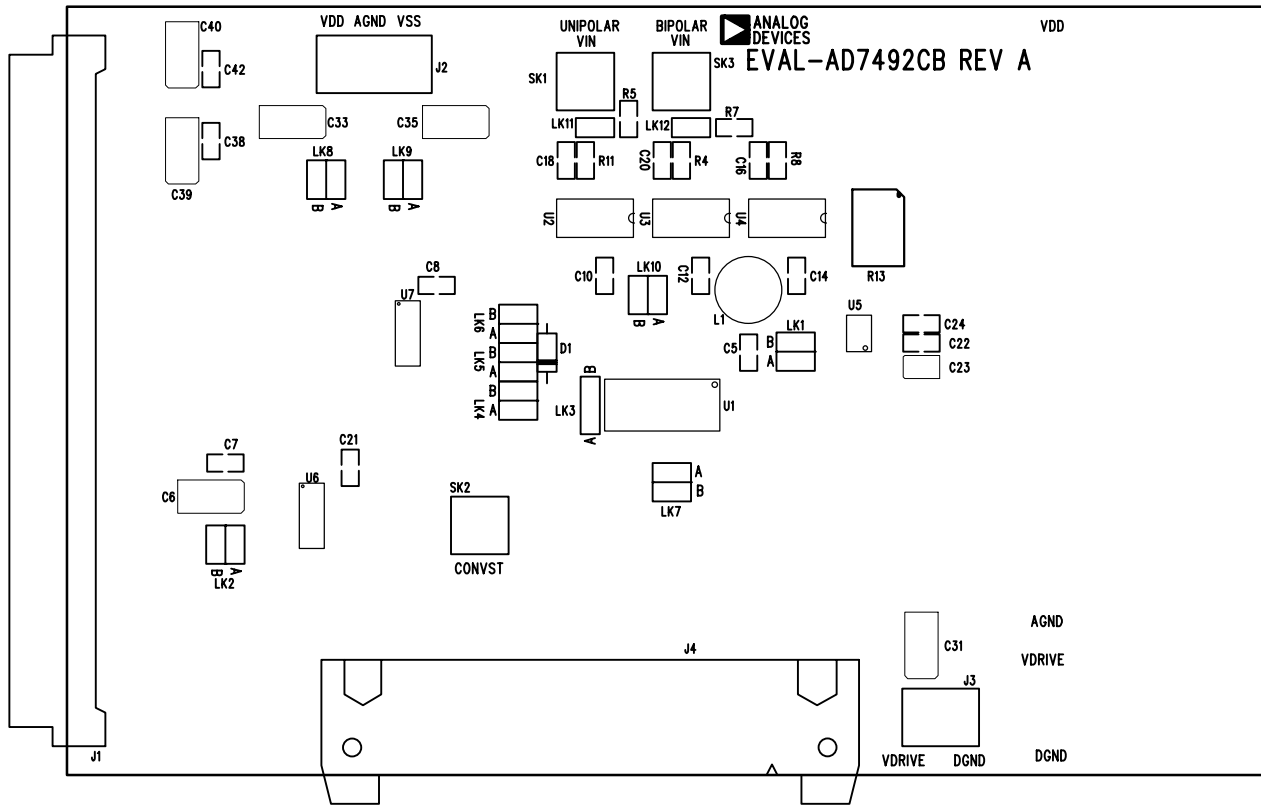 C40
VDD AGND VSS
UNIPOLAR
VIN
BIPOLAR
VIN
ANALOG
DEVICES
VDD
EVAL-AD7492CB REV A
C42
J2
SK1
SK3
R5
C33
C35
LK11
LK12
R7
C38
C39
LK8
LK9
B A
B A
C18
R11
C20
R4
C16
R8
U2
U3
U4
R13
C8
C10
LK10
B A
C12
C14
L1
U7
LK6
B
A
LK5
B
A
LK4
B
A
D1
C5
LK1
B
A
U5
C24
C22
C23
LK3
B
A
U1
C7
C21
C6
U6
SK2
CONVST
A
B
LK7
B A
LK2
AGND
C31
VDRIVE
J4
J3
J1
VDRIVE DGND
DGND